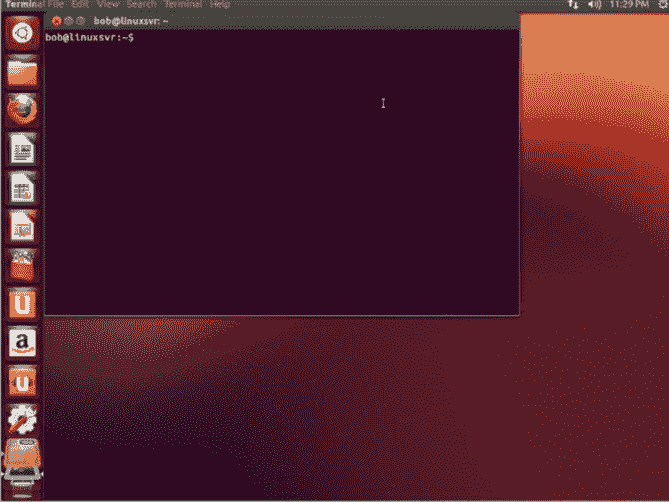 Terminal File Edit View Search Terminal Help 11:29 PM
bob@linuxsvr: ~
bob@linuxsvr:~$
U
a
U